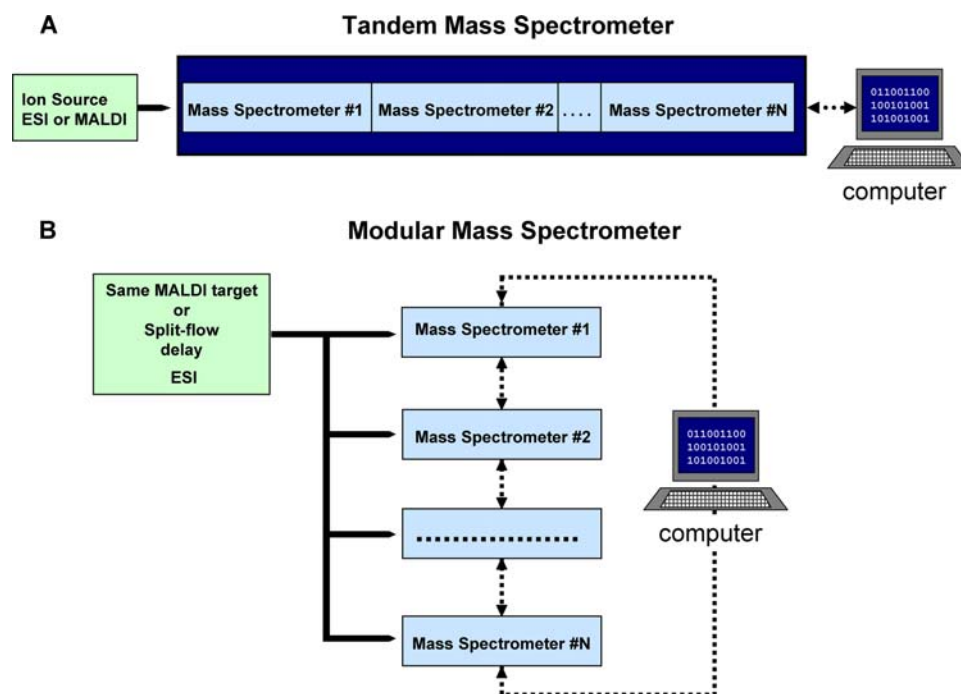 A
Tandem Mass Spectrometer
Ion Source
ESI or MALDI
Mass Spectrometer #1
Mass Spectrometer #2
....
Mass Spectrometer #N
011001100
100101001
101001001
computer
B
Modular Mass Spectrometer
Same MALDI target
or
Split-flow
delay
ESI
Mass Spectrometer #1
Mass Spectrometer #2
Mass Spectrometer #N
011001100
100101001
101001001
computer